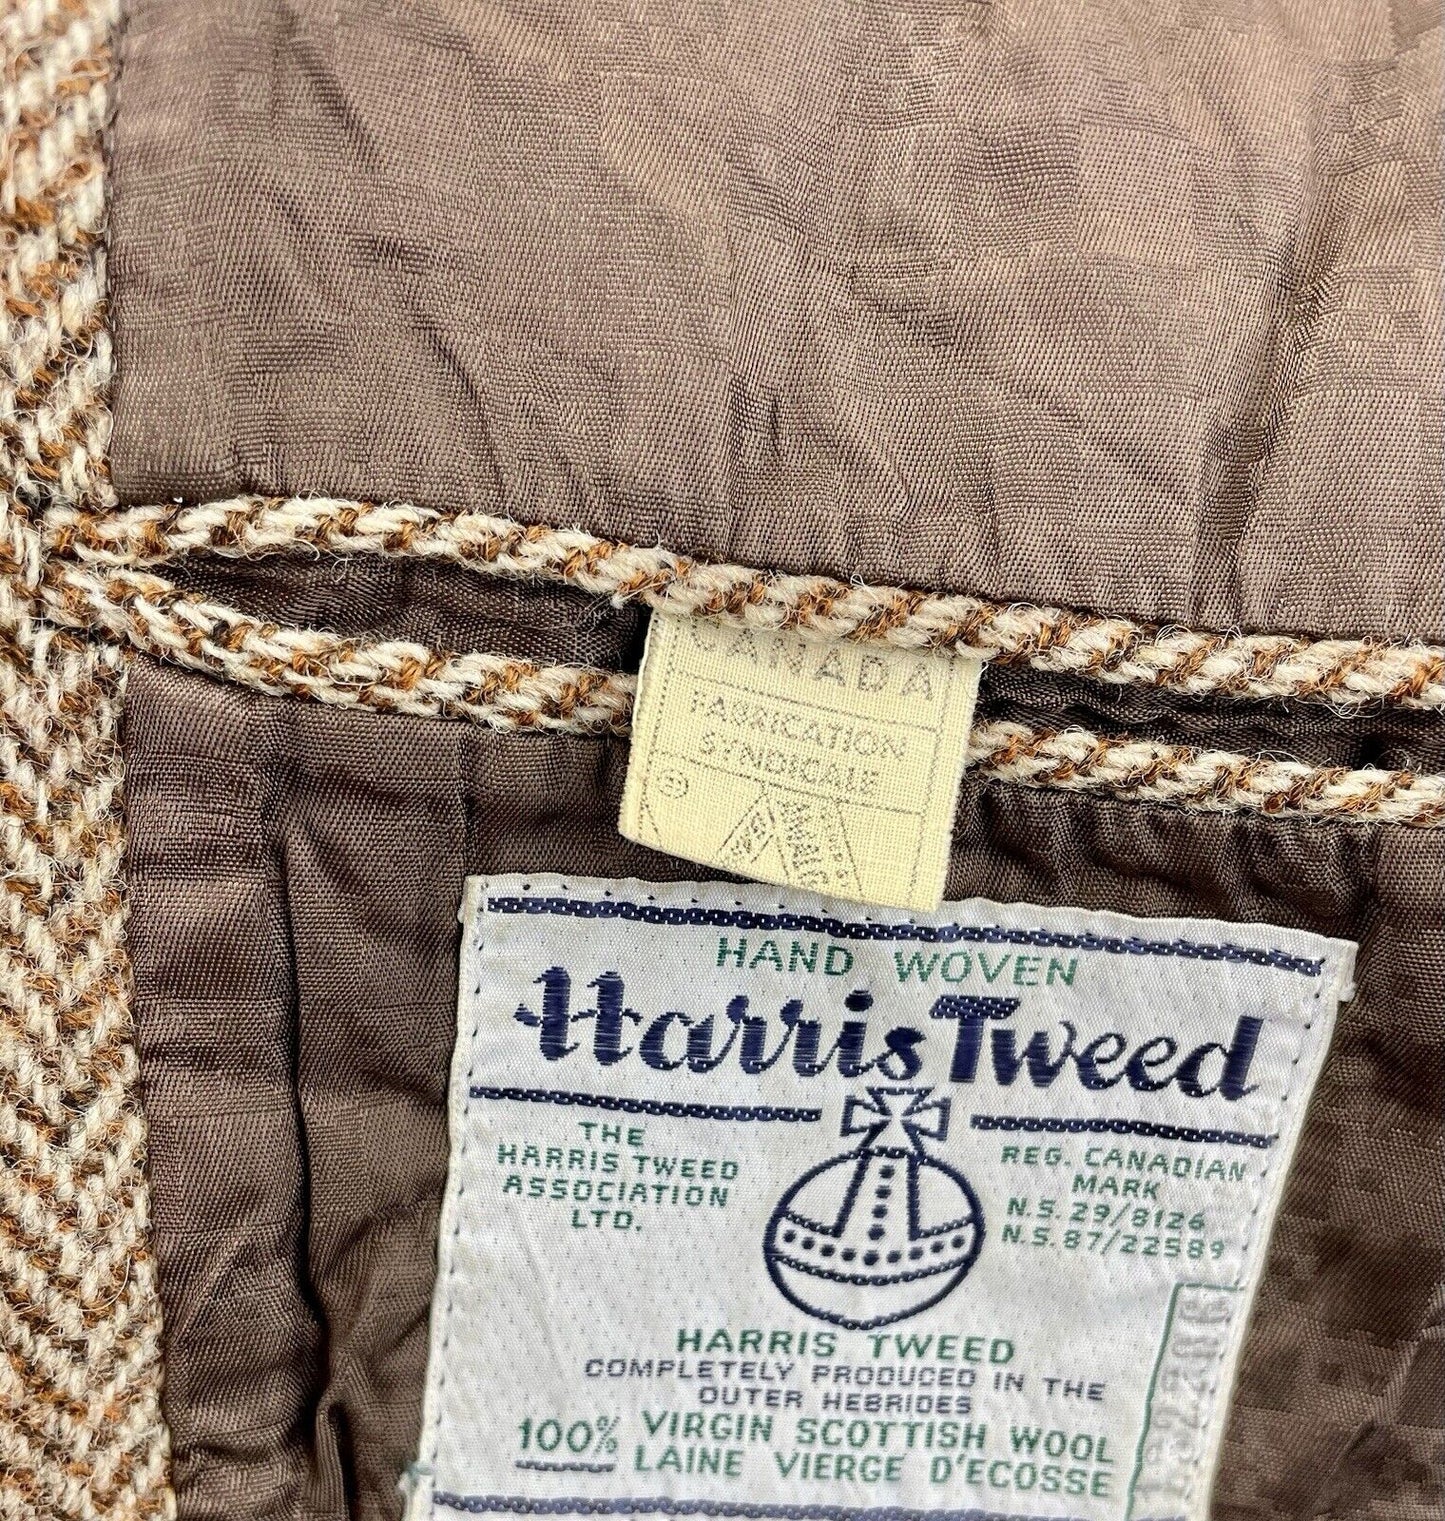 CANADA
FABRICATION
SYNDICALE
HAND WOVEN
Harris Tweed
THE
HARRIS TWEED
ASSOCIATION
LTD.
REG. CANADIAN
MARK
N.S. 29/8126
N.S. 87/22589
HARRIS TWEED
COMPLETELY PRODUCED IN THE
OUTER HEBRIDES
100% VIRGIN SCOTTISH WOOL
LAINE VIERGE D'ECOSSE